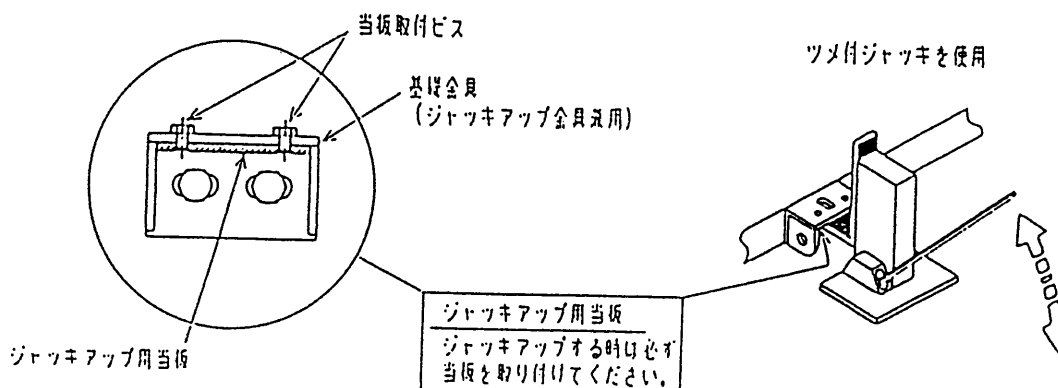 当板取付ビス
基礎金具
(ジャッキアップ金具兼用)
ツメ付ジャッキを使用
ジャッキアップ用当板
ジャッキアップ用当板
ジャッキアップする時は必ず
当板を取り付けてください。